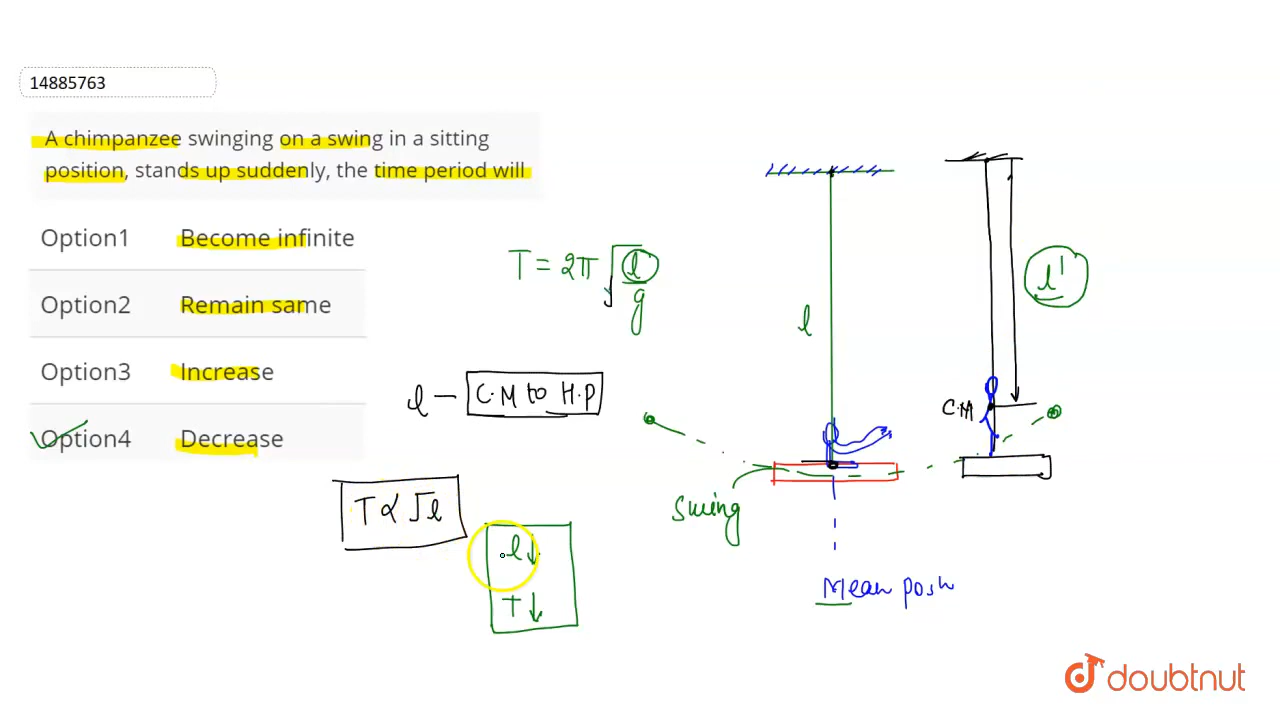 14885763
A chimpanzee swinging on a swing in a sitting
position, stands up suddenly, the time period will
Option1 Become infinite
Option2 Remain same
Option3 Increase
Option4 Decrease
T = 2π √l/g
l
l'
l — C.M to H.P
C.M
T ∝ √l
Swing
l↓
T↓
Mean posn
doubtnut